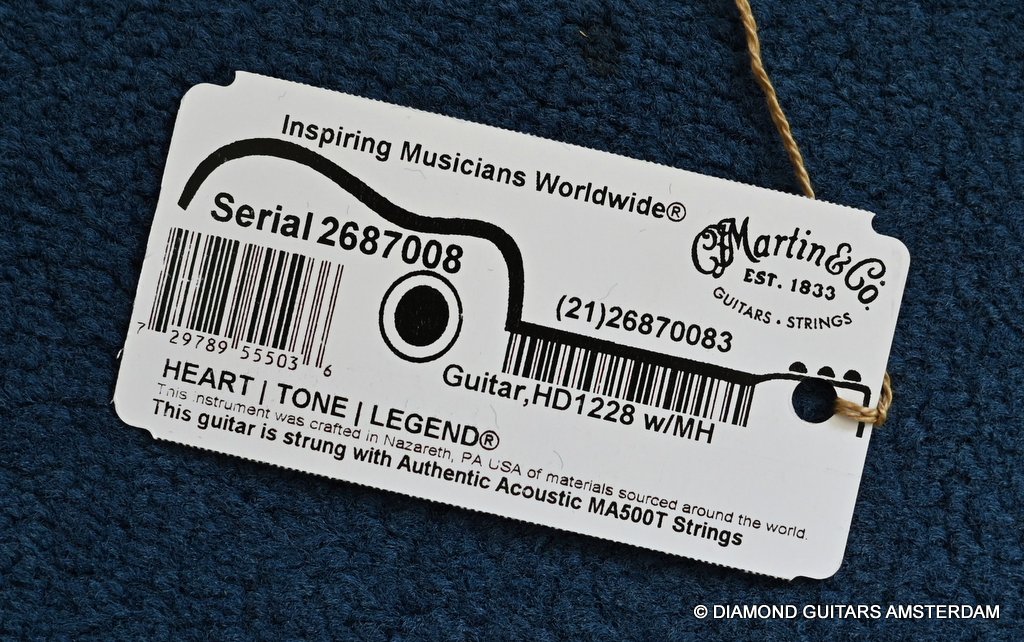 Inspiring Musicians Worldwide®
Martin & Co.
EST. 1833
GUITARS • STRINGS
Serial 2687008
(21)26870083
7 29789 55503 6
Guitar,HD1228 w/MH
HEART | TONE | LEGEND®
This instrument was crafted in Nazareth, PA USA of materials sourced around the world.
This guitar is strung with Authentic Acoustic MA500T Strings
© DIAMOND GUITARS AMSTERDAM